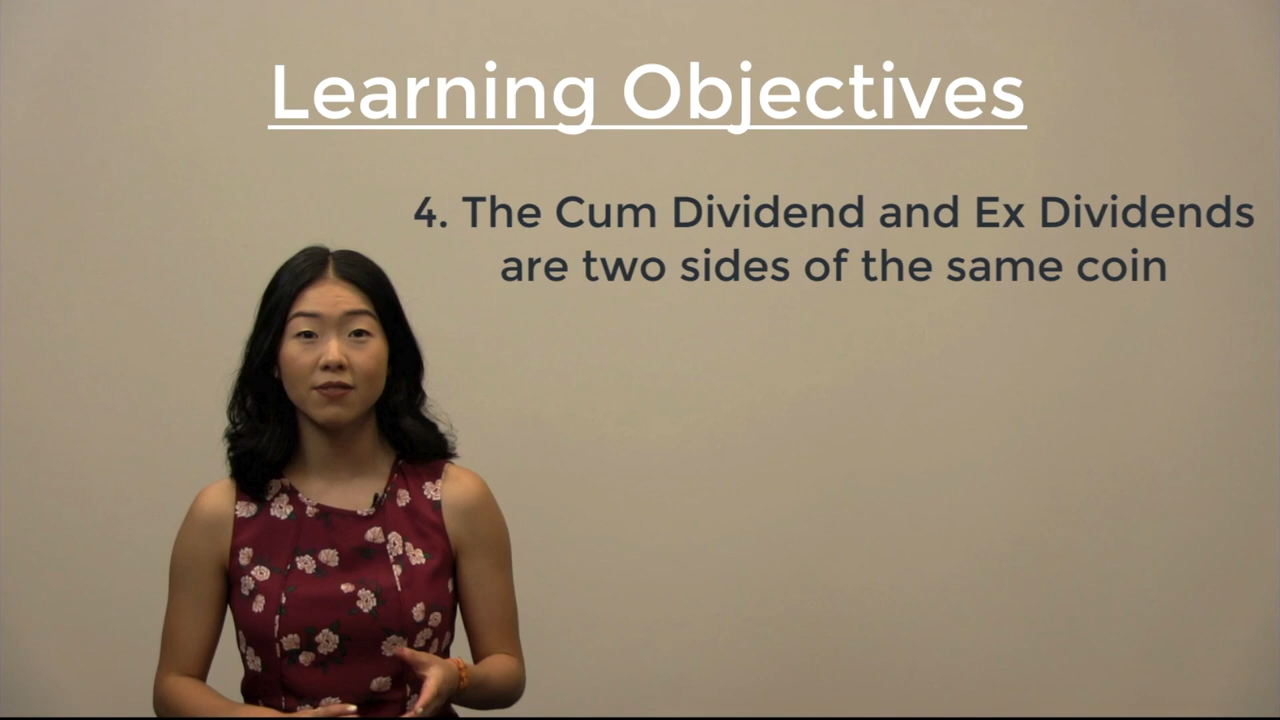 Learning Objectives
4. The Cum Dividend and Ex Dividends
are two sides of the same coin